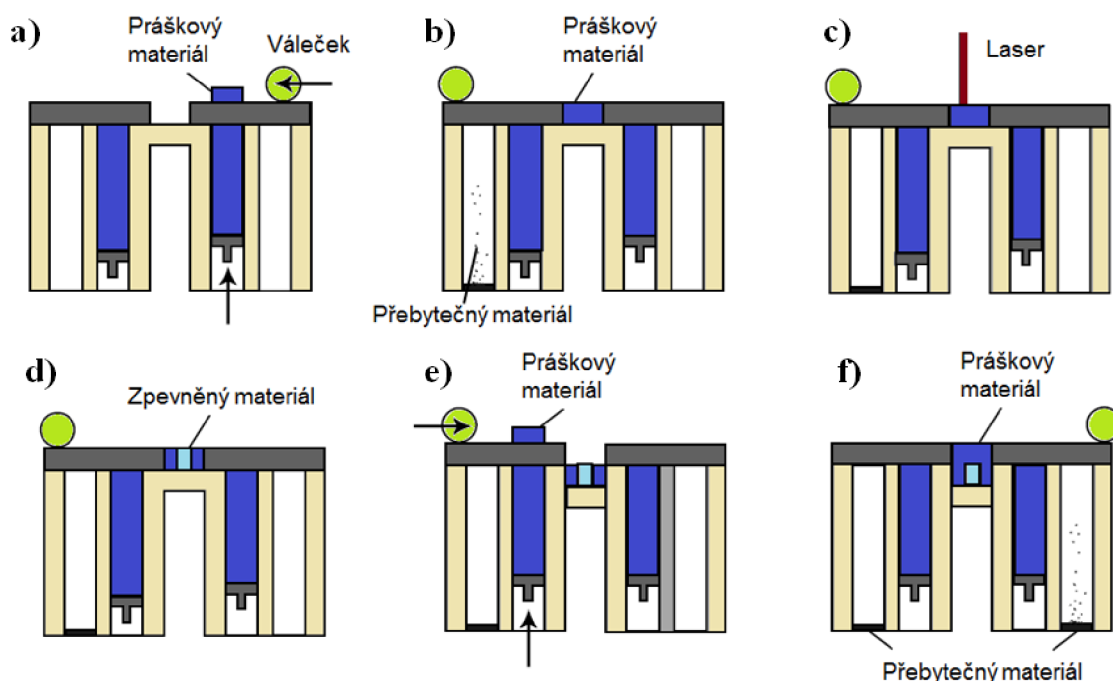 a)
Práškový
materiál
Váleček
b)
Práškový
materiál
Přebytečný materiál
c)
Laser
d)
Zpevněný materiál
e)
Práškový
materiál
f)
Práškový
materiál
Přebytečný materiál